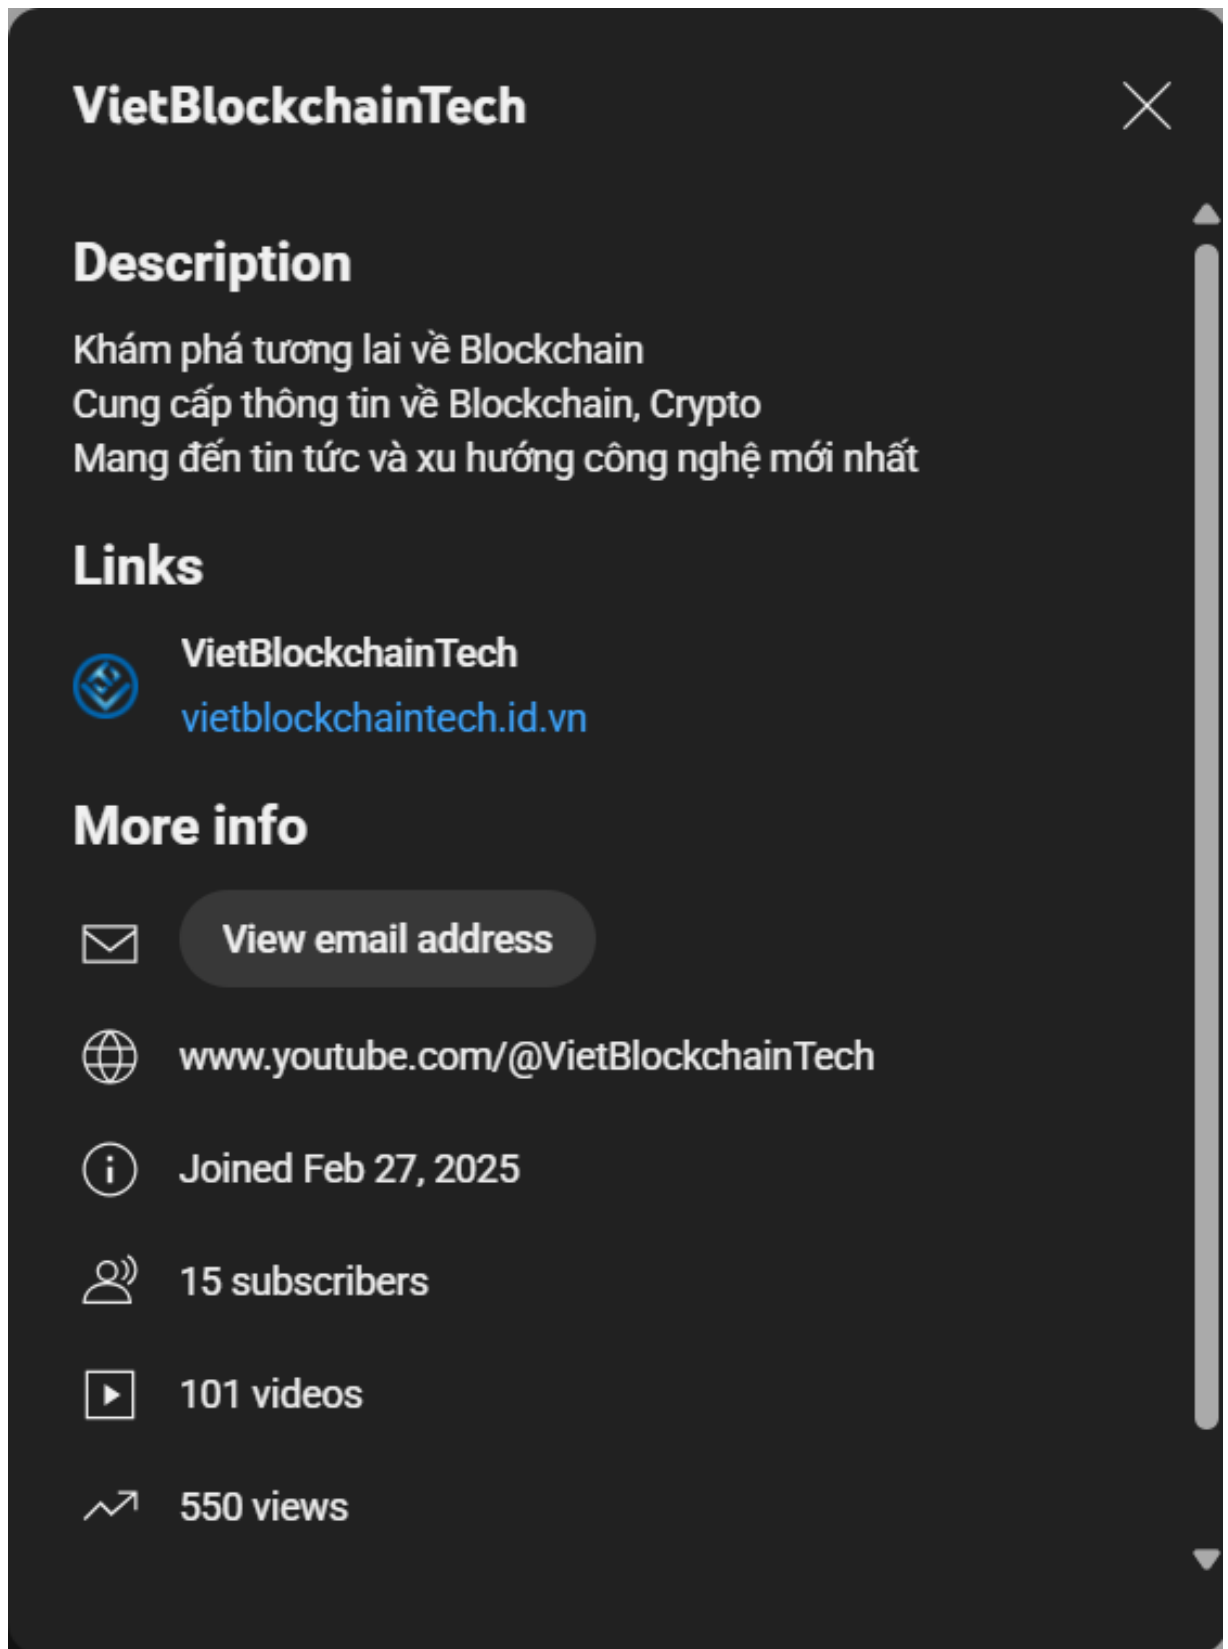 VietBlockchainTech
Description
Khám phá tương lai về Blockchain
Cung cấp thông tin về Blockchain, Crypto
Mang đến tin tức và xu hướng công nghệ mới nhất
Links
VietBlockchainTech
vietblockchaintech.id.vn
More info
View email address
www.youtube.com/@VietBlockchainTech
Joined Feb 27, 2025
15 subscribers
101 videos
550 views